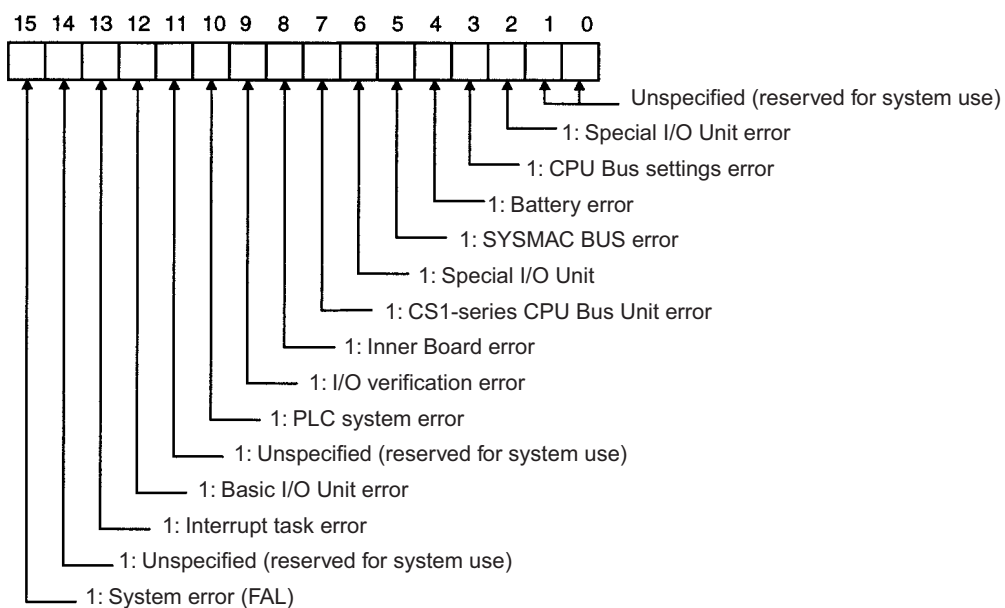 15 14 13 12 11 10 9 8 7 6 5 4 3 2 1 0
Unspecified (reserved for system use)
1: Special I/O Unit error
1: CPU Bus settings error
1: Battery error
1: SYSMAC BUS error
1: Special I/O Unit
1: CS1-series CPU Bus Unit error
1: Inner Board error
1: I/O verification error
1: PLC system error
1: Unspecified (reserved for system use)
1: Basic I/O Unit error
1: Interrupt task error
1: Unspecified (reserved for system use)
1: System error (FAL)